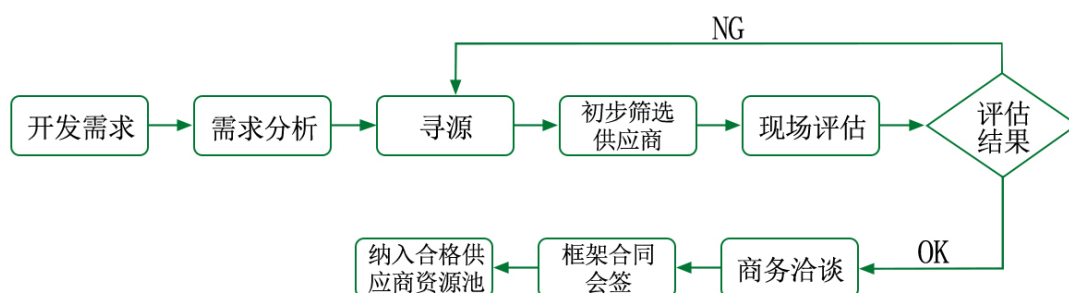 NG
开发需求
需求分析
寻源
初步筛选
供应商
现场评估
评估
结果
OK
商务洽谈
框架合同
会签
纳入合格供
应商资源池